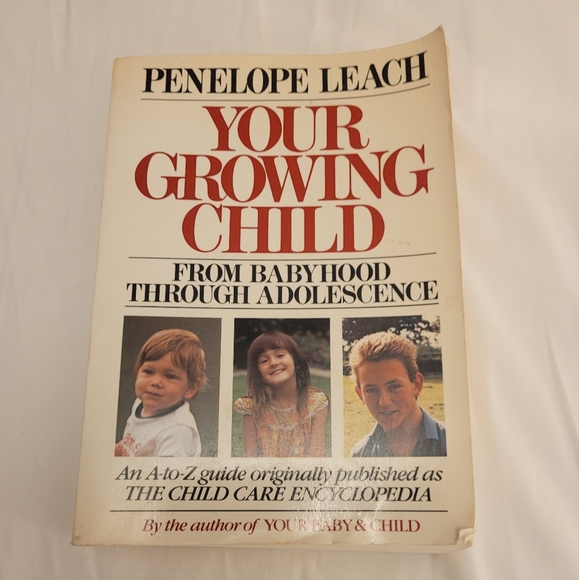 PENELOPE LEACH
YOUR
GROWING
CHILD
FROM BABYHOOD
THROUGH ADOLESCENCE
An A-to-Z guide originally published as
THE CHILD CARE ENCYCLOPEDIA
By the author of YOUR BABY & CHILD